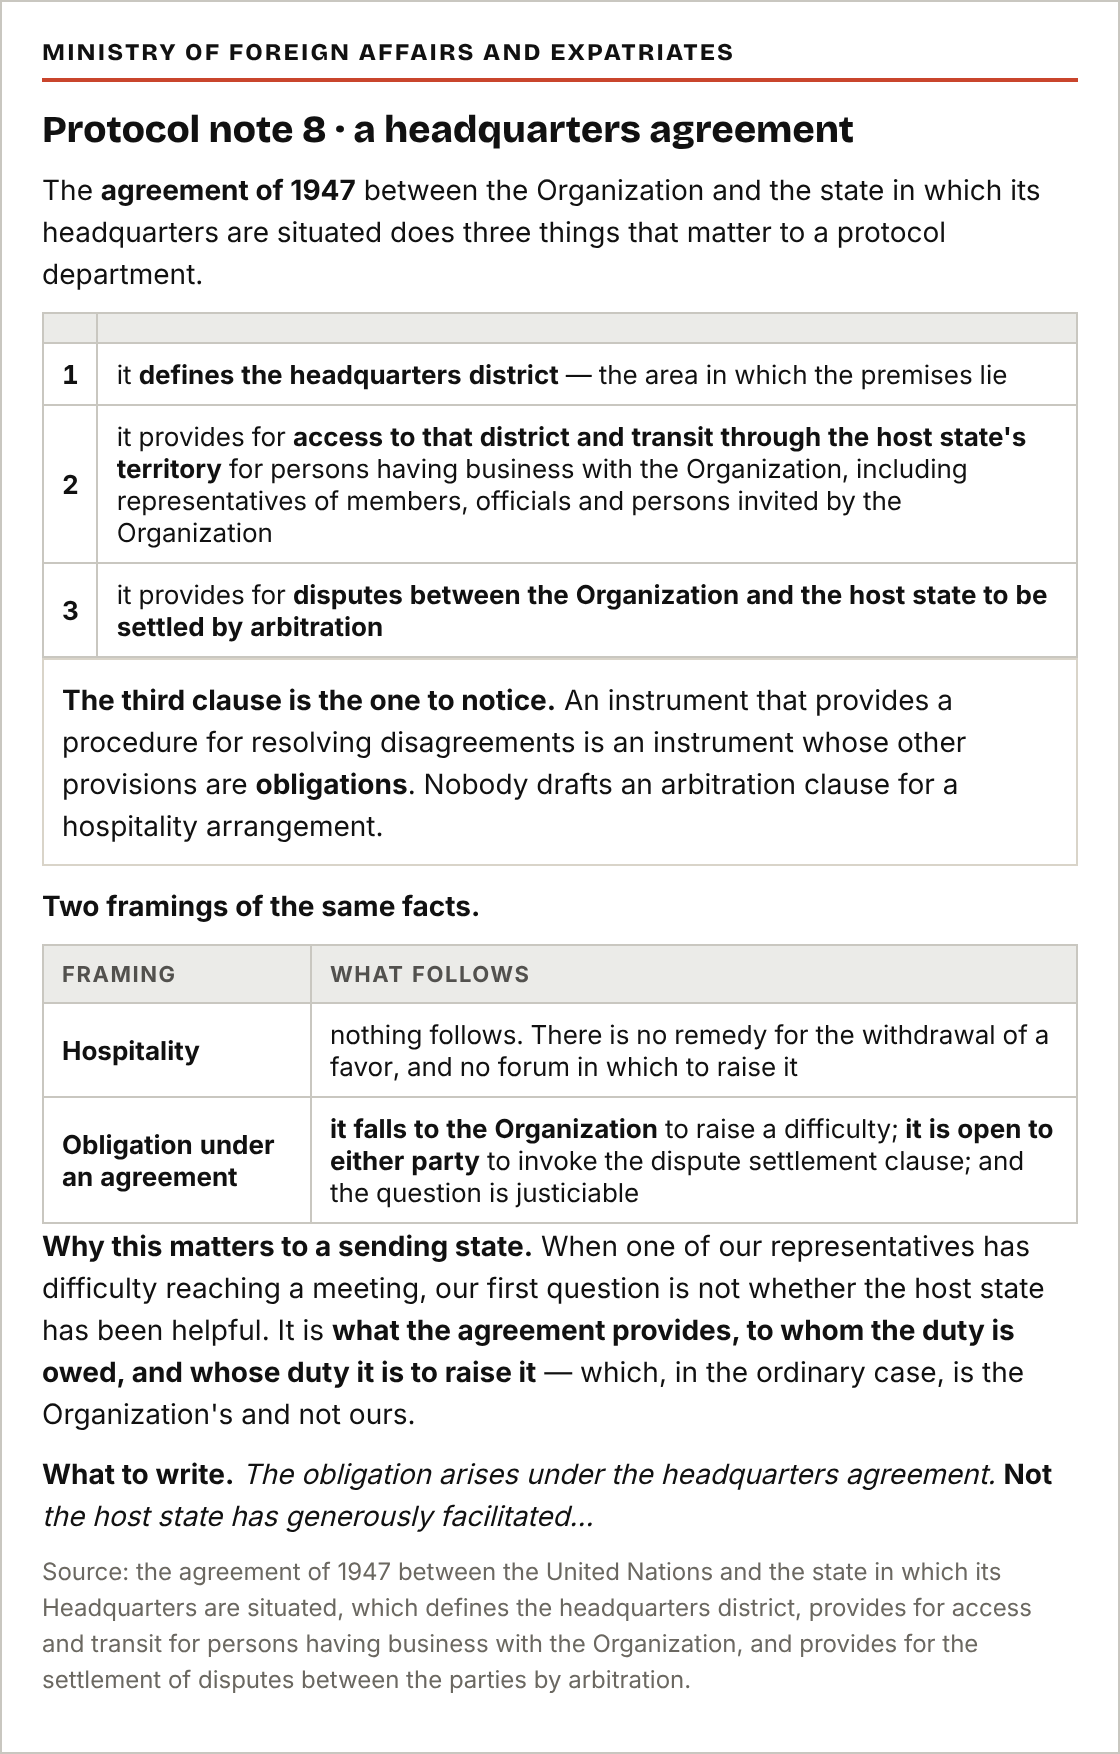 MINISTRY OF FOREIGN AFFAIRS AND EXPATRIATES
Protocol note 8 · a headquarters agreement
The agreement of 1947 between the Organization and the state in which its
headquarters are situated does three things that matter to a protocol
department.
1 it defines the headquarters district — the area in which the premises lie
2 it provides for access to that district and transit through the host state's
territory for persons having business with the Organization, including
representatives of members, officials and persons invited by the
Organization
3 it provides for disputes between the Organization and the host state to be
settled by arbitration
The third clause is the one to notice. An instrument that provides a
procedure for resolving disagreements is an instrument whose other
provisions are obligations. Nobody drafts an arbitration clause for a
hospitality arrangement.
Two framings of the same facts.
FRAMING WHAT FOLLOWS
Hospitality nothing follows. There is no remedy for the withdrawal of a
favor, and no forum in which to raise it
Obligation under an agreement it falls to the Organization to raise a difficulty; it is open to
either party to invoke the dispute settlement clause; and
the question is justiciable
Why this matters to a sending state. When one of our representatives has
difficulty reaching a meeting, our first question is not whether the host state
has been helpful. It is what the agreement provides, to whom the duty is
owed, and whose duty it is to raise it — which, in the ordinary case, is the
Organization's and not ours.
What to write. The obligation arises under the headquarters agreement. Not
the host state has generously facilitated...
Source: the agreement of 1947 between the United Nations and the state in which its
Headquarters are situated, which defines the headquarters district, provides for access
and transit for persons having business with the Organization, and provides for the
settlement of disputes between the parties by arbitration.